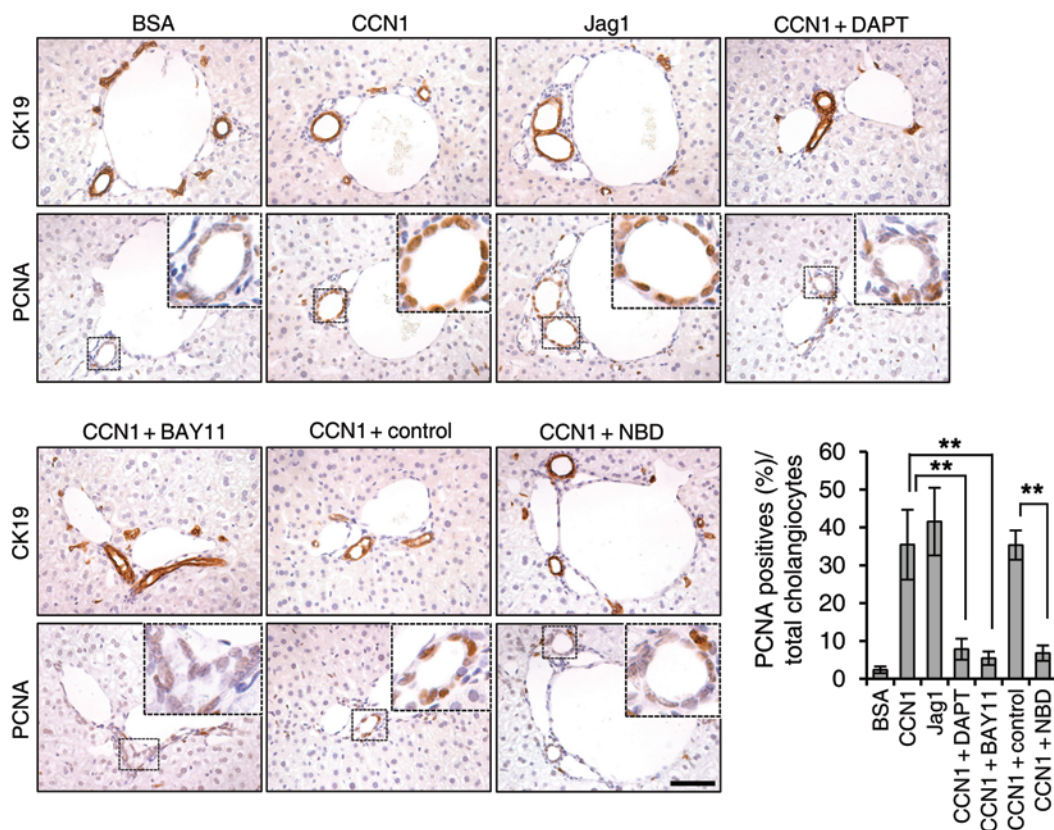 BSA CCN1 Jag1 CCN1 + DAPT
CK19
PCNA
CCN1 + BAY11 CCN1 + control CCN1 + NBD
CK19
PCNA
PCNA positives (%)/
total cholangiocytes
60
50
40
30
20
10
0
**
**
**
BSA
CCN1
Jag1
CCN1 + DAPT
CCN1 + BAY11
CCN1 + control
CCN1 + NBD